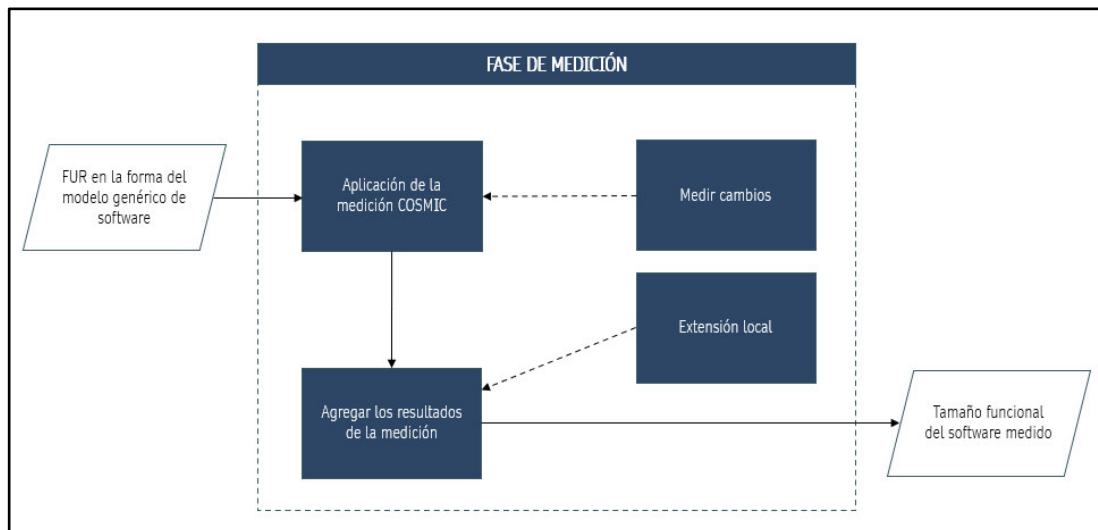 FASE DE MEDICIÓN
FUR en la forma del
modelo genérico de
software
Aplicación de la
medición COSMIC
Medir cambios
Extensión local
Agregar los resultados
de la medición
Tamaño funcional
del software medido